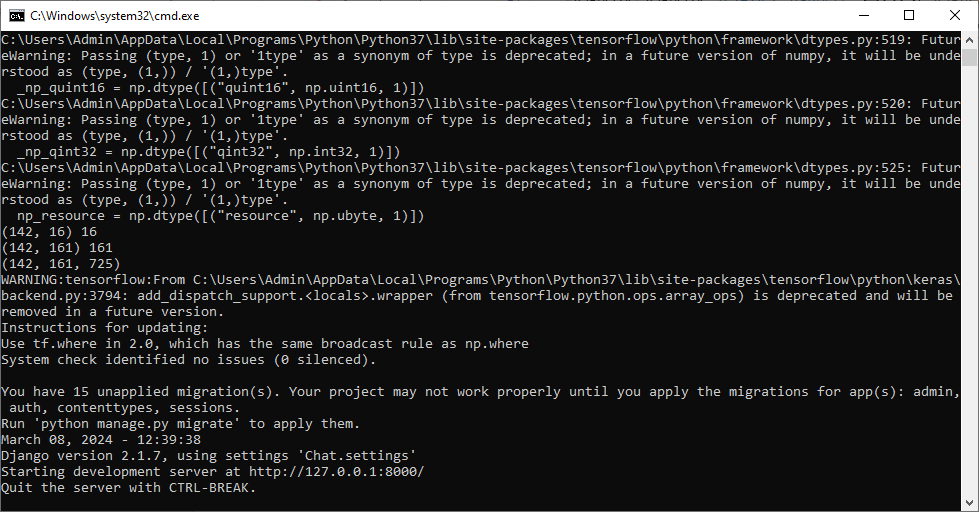 C:\Windows\system32\cmd.exe
C:\Users\Admin\AppData\Local\Programs\Python\Python37\lib\site-packages\tensorflow\python\framework\dtypes.py:519: Futur
eWarning: Passing (type, 1) or '1type' as a synonym of type is deprecated; in a future version of numpy, it will be unde
rstood as (type, (1,)) / '(1,)type'.
  _np_quint16 = np.dtype([("quint16", np.uint16, 1)])
C:\Users\Admin\AppData\Local\Programs\Python\Python37\lib\site-packages\tensorflow\python\framework\dtypes.py:520: Futur
eWarning: Passing (type, 1) or '1type' as a synonym of type is deprecated; in a future version of numpy, it will be unde
rstood as (type, (1,)) / '(1,)type'.
  _np_qint32 = np.dtype([("qint32", np.int32, 1)])
C:\Users\Admin\AppData\Local\Programs\Python\Python37\lib\site-packages\tensorflow\python\framework\dtypes.py:525: Futur
eWarning: Passing (type, 1) or '1type' as a synonym of type is deprecated; in a future version of numpy, it will be unde
rstood as (type, (1,)) / '(1,)type'.
  np_resource = np.dtype([("resource", np.ubyte, 1)])
(142, 16) 16
(142, 161) 161
(142, 161, 725)
WARNING:tensorflow:From C:\Users\Admin\AppData\Local\Programs\Python\Python37\lib\site-packages\tensorflow\python\keras\
backend.py:3794: add_dispatch_support.<locals>.wrapper (from tensorflow.python.ops.array_ops) is deprecated and will be
removed in a future version.
Instructions for updating:
Use tf.where in 2.0, which has the same broadcast rule as np.where
System check identified no issues (0 silenced).
You have 15 unapplied migration(s). Your project may not work properly until you apply the migrations for app(s): admin,
 auth, contenttypes, sessions.
Run 'python manage.py migrate' to apply them.
March 08, 2024 - 12:39:38
Django version 2.1.7, using settings 'Chat.settings'
Starting development server at http://127.0.0.1:8000/
Quit the server with CTRL-BREAK.